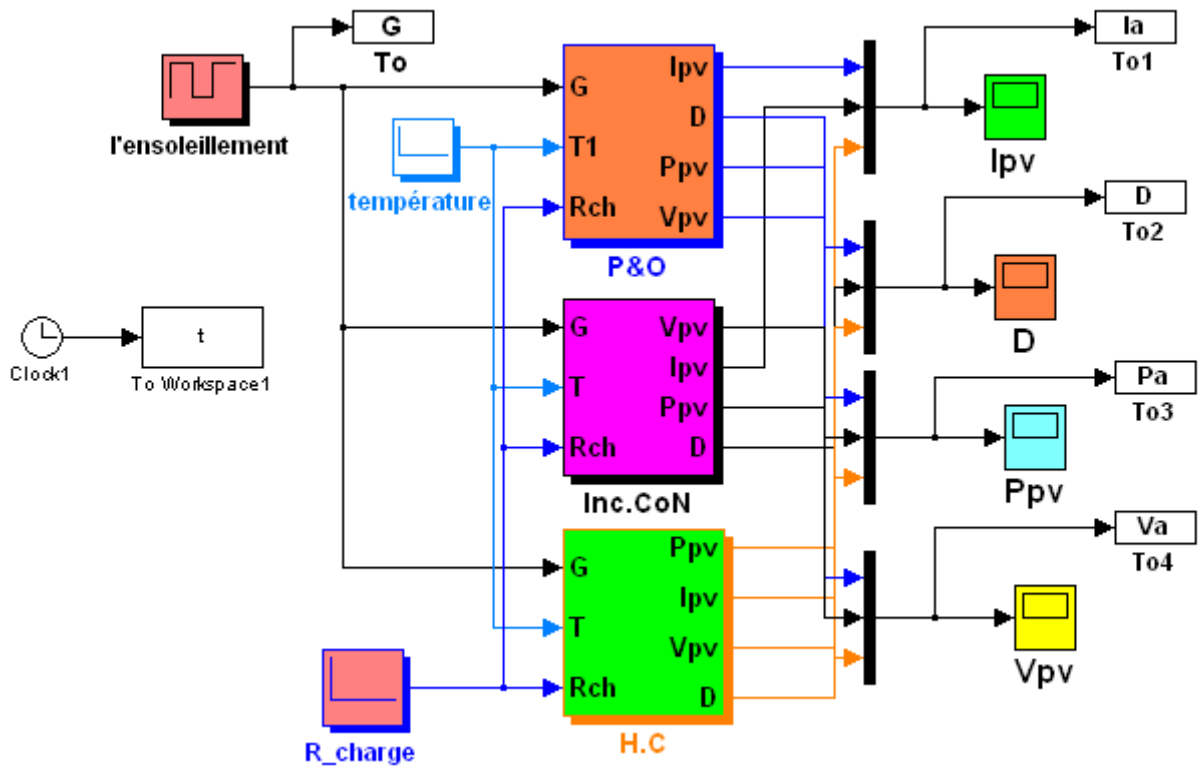 G
To
l'ensoleillement
température
G
T1
Rch
Ipv
D
Ppv
Vpv
P&O
Ia
To1
Ipv
D
To2
D
t
Clock1
To Workspace1
G
T
Rch
Vpv
Ipv
Ppv
D
Inc.CoN
Pa
To3
Ppv
G
T
Rch
Ppv
Ipv
Vpv
D
H.C
Va
To4
Vpv
R_charge